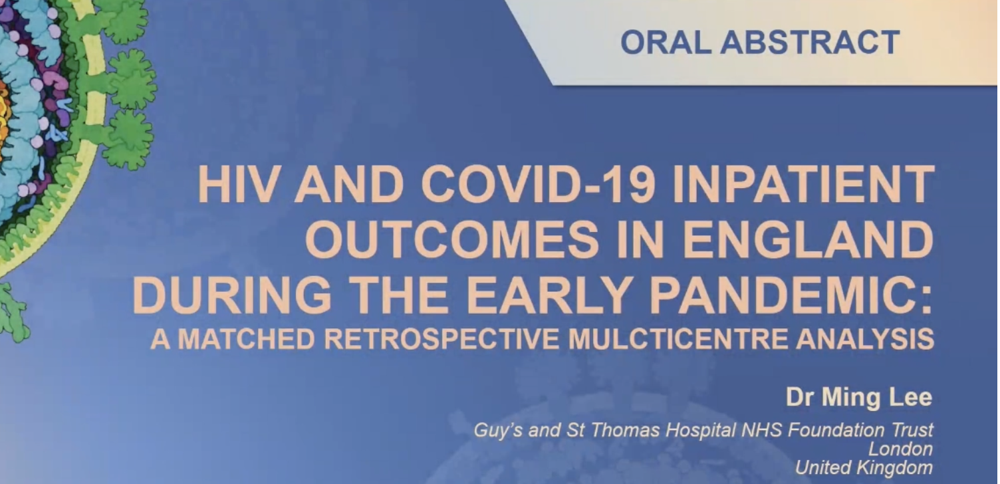 ORAL ABSTRACT
HIV AND COVID-19 INPATIENT
OUTCOMES IN ENGLAND
DURING THE EARLY PANDEMIC:
A MATCHED RETROSPECTIVE MULCTICENTRE ANALYSIS
Dr Ming Lee
Guy's and St Thomas Hospital NHS Foundation Trust
London
United Kingdom